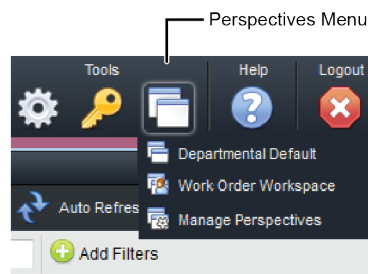 Perspectives Menu
Tools Help Logout
Departmental Default
Work Order Workspace
Auto Refres
Manage Perspectives
Add Filters